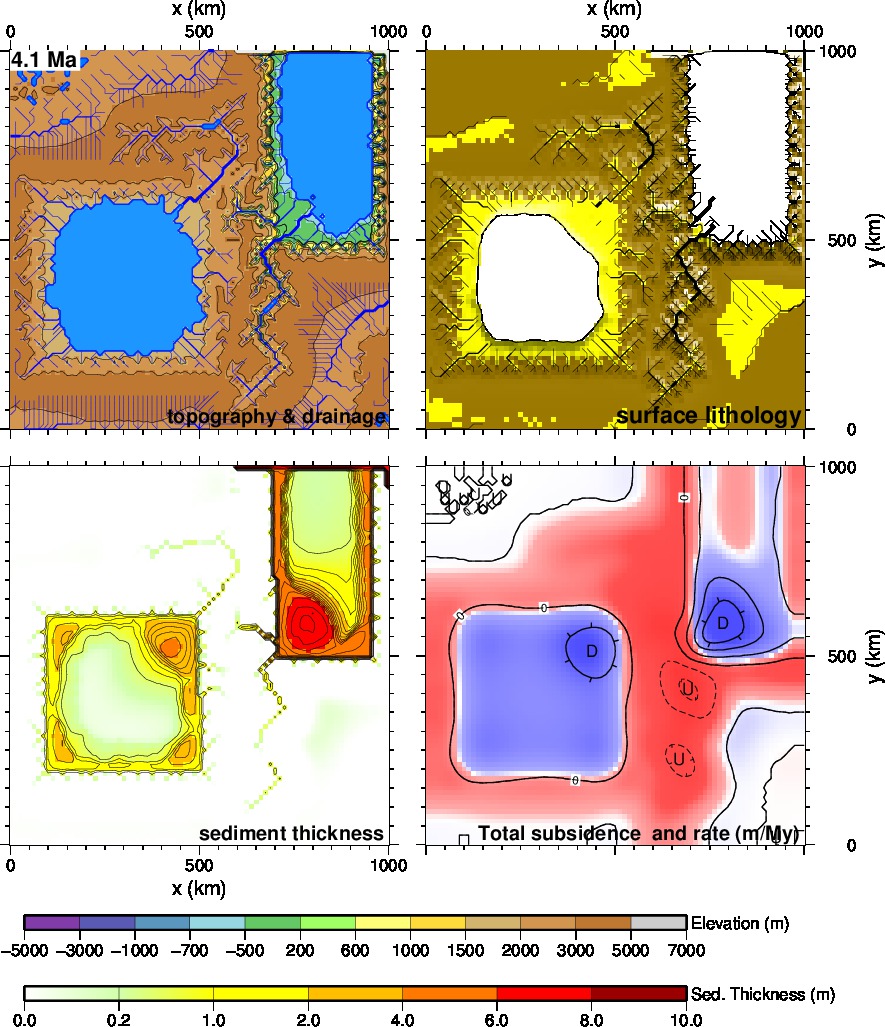 x (km) x (km)
0 500 1000 0 500 1000
4.1 Ma
1000
500
y (km)
topography & drainage surface lithology
0
1000
0
D
0 0
D
500
y (km)
U
U
0
sediment thickness Total subsidence and rate (m/My)
0
0 500 1000
x (km)
Elevation (m)
−5000 −3000 −1000 −700 −500 200 600 1000 1500 2000 3000 5000 7000
Sed. Thickness (m)
0.0 0.2 1.0 2.0 4.0 6.0 8.0 10.0